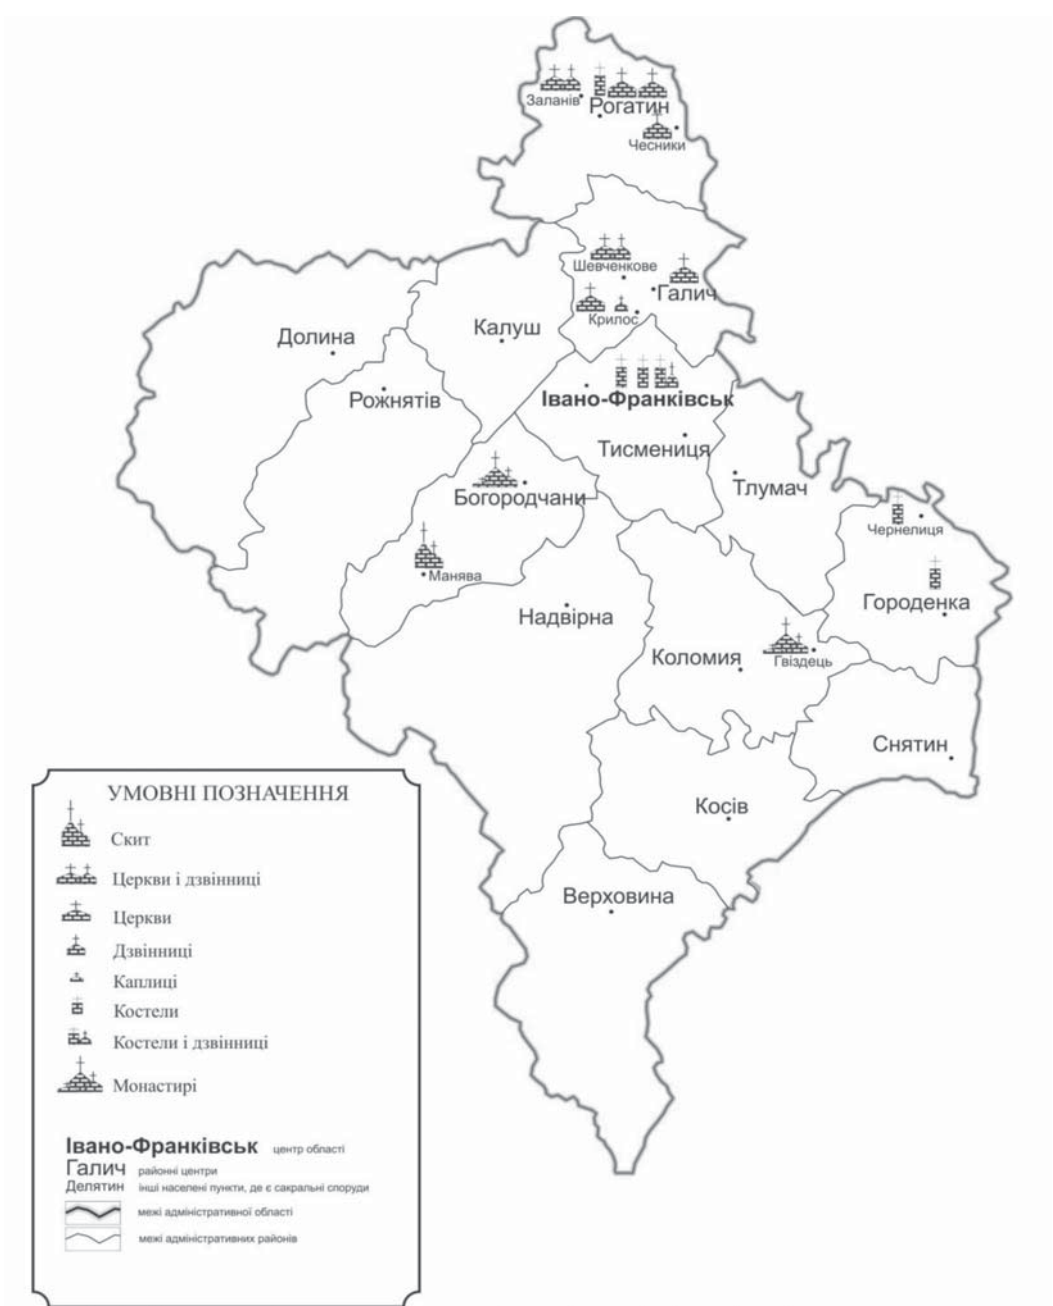 Заланів
Рогатин
Чесники
Шевченкове
Галич
Крилос
Долина
Калуш
Рожнятів
Івано-Франківськ
Тисмениця
Богородчани
Тлумач
Чернелиця
Манява
Городенка
Надвірна
Коломия
Гвіздець
Снятин
Косів
Верховина
УМОВНІ ПОЗНАЧЕННЯ
Скит
Церкви і дзвінниці
Церкви
Дзвінниці
Каплиці
Костели
Костели і дзвінниці
Монастирі
Івано-Франківськ центр області
Галич районні центри
Делятин інші населені пункти, де є сакральні споруди
межі адміністративної області
межі адміністративних районів